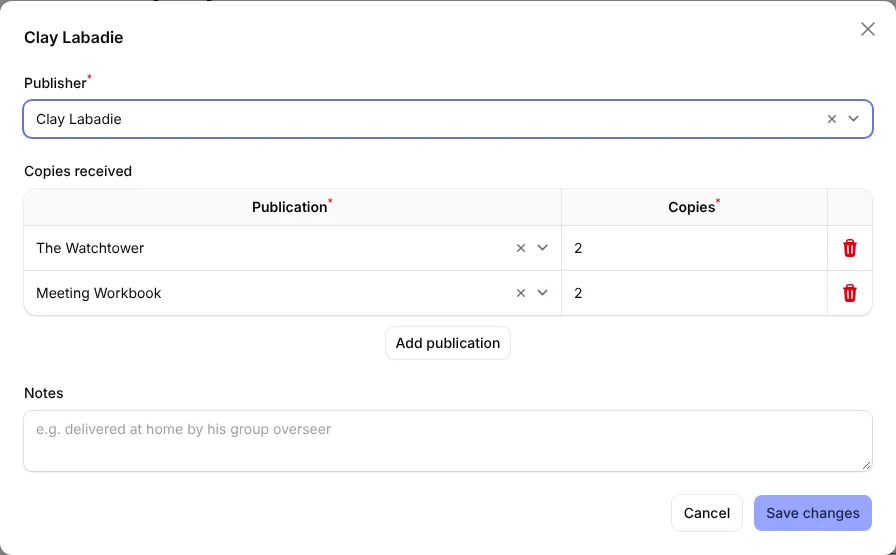 Clay Labadie
Publisher*
Clay Labadie
Copies received
Publication* Copies*
The Watchtower 2
Meeting Workbook 2
Add publication
Notes
e.g. delivered at home by his group overseer
Cancel Save changes